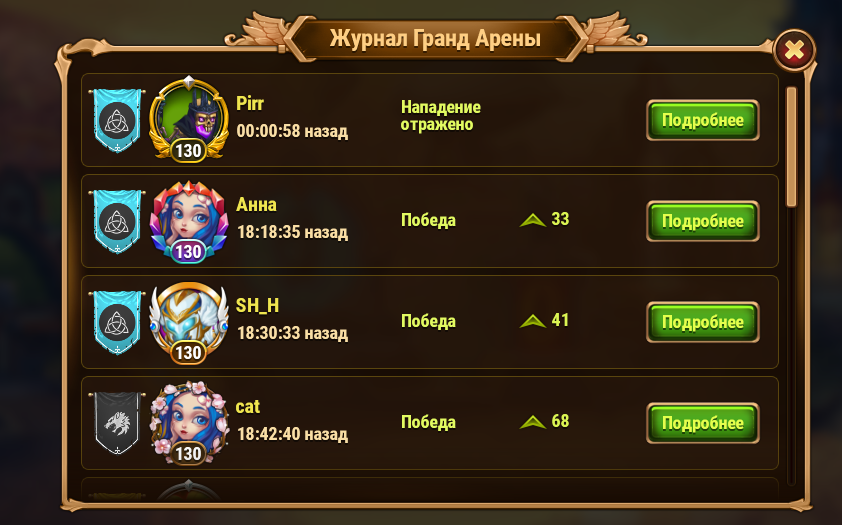 Журнал Гранд Арены
Pirr
00:00:58 назад
130
Нападение
отражено
Подробнее
Анна
18:18:35 назад
130
Победа
33
Подробнее
SH_H
18:30:33 назад
130
Победа
41
Подробнее
cat
18:42:40 назад
130
Победа
68
Подробнее